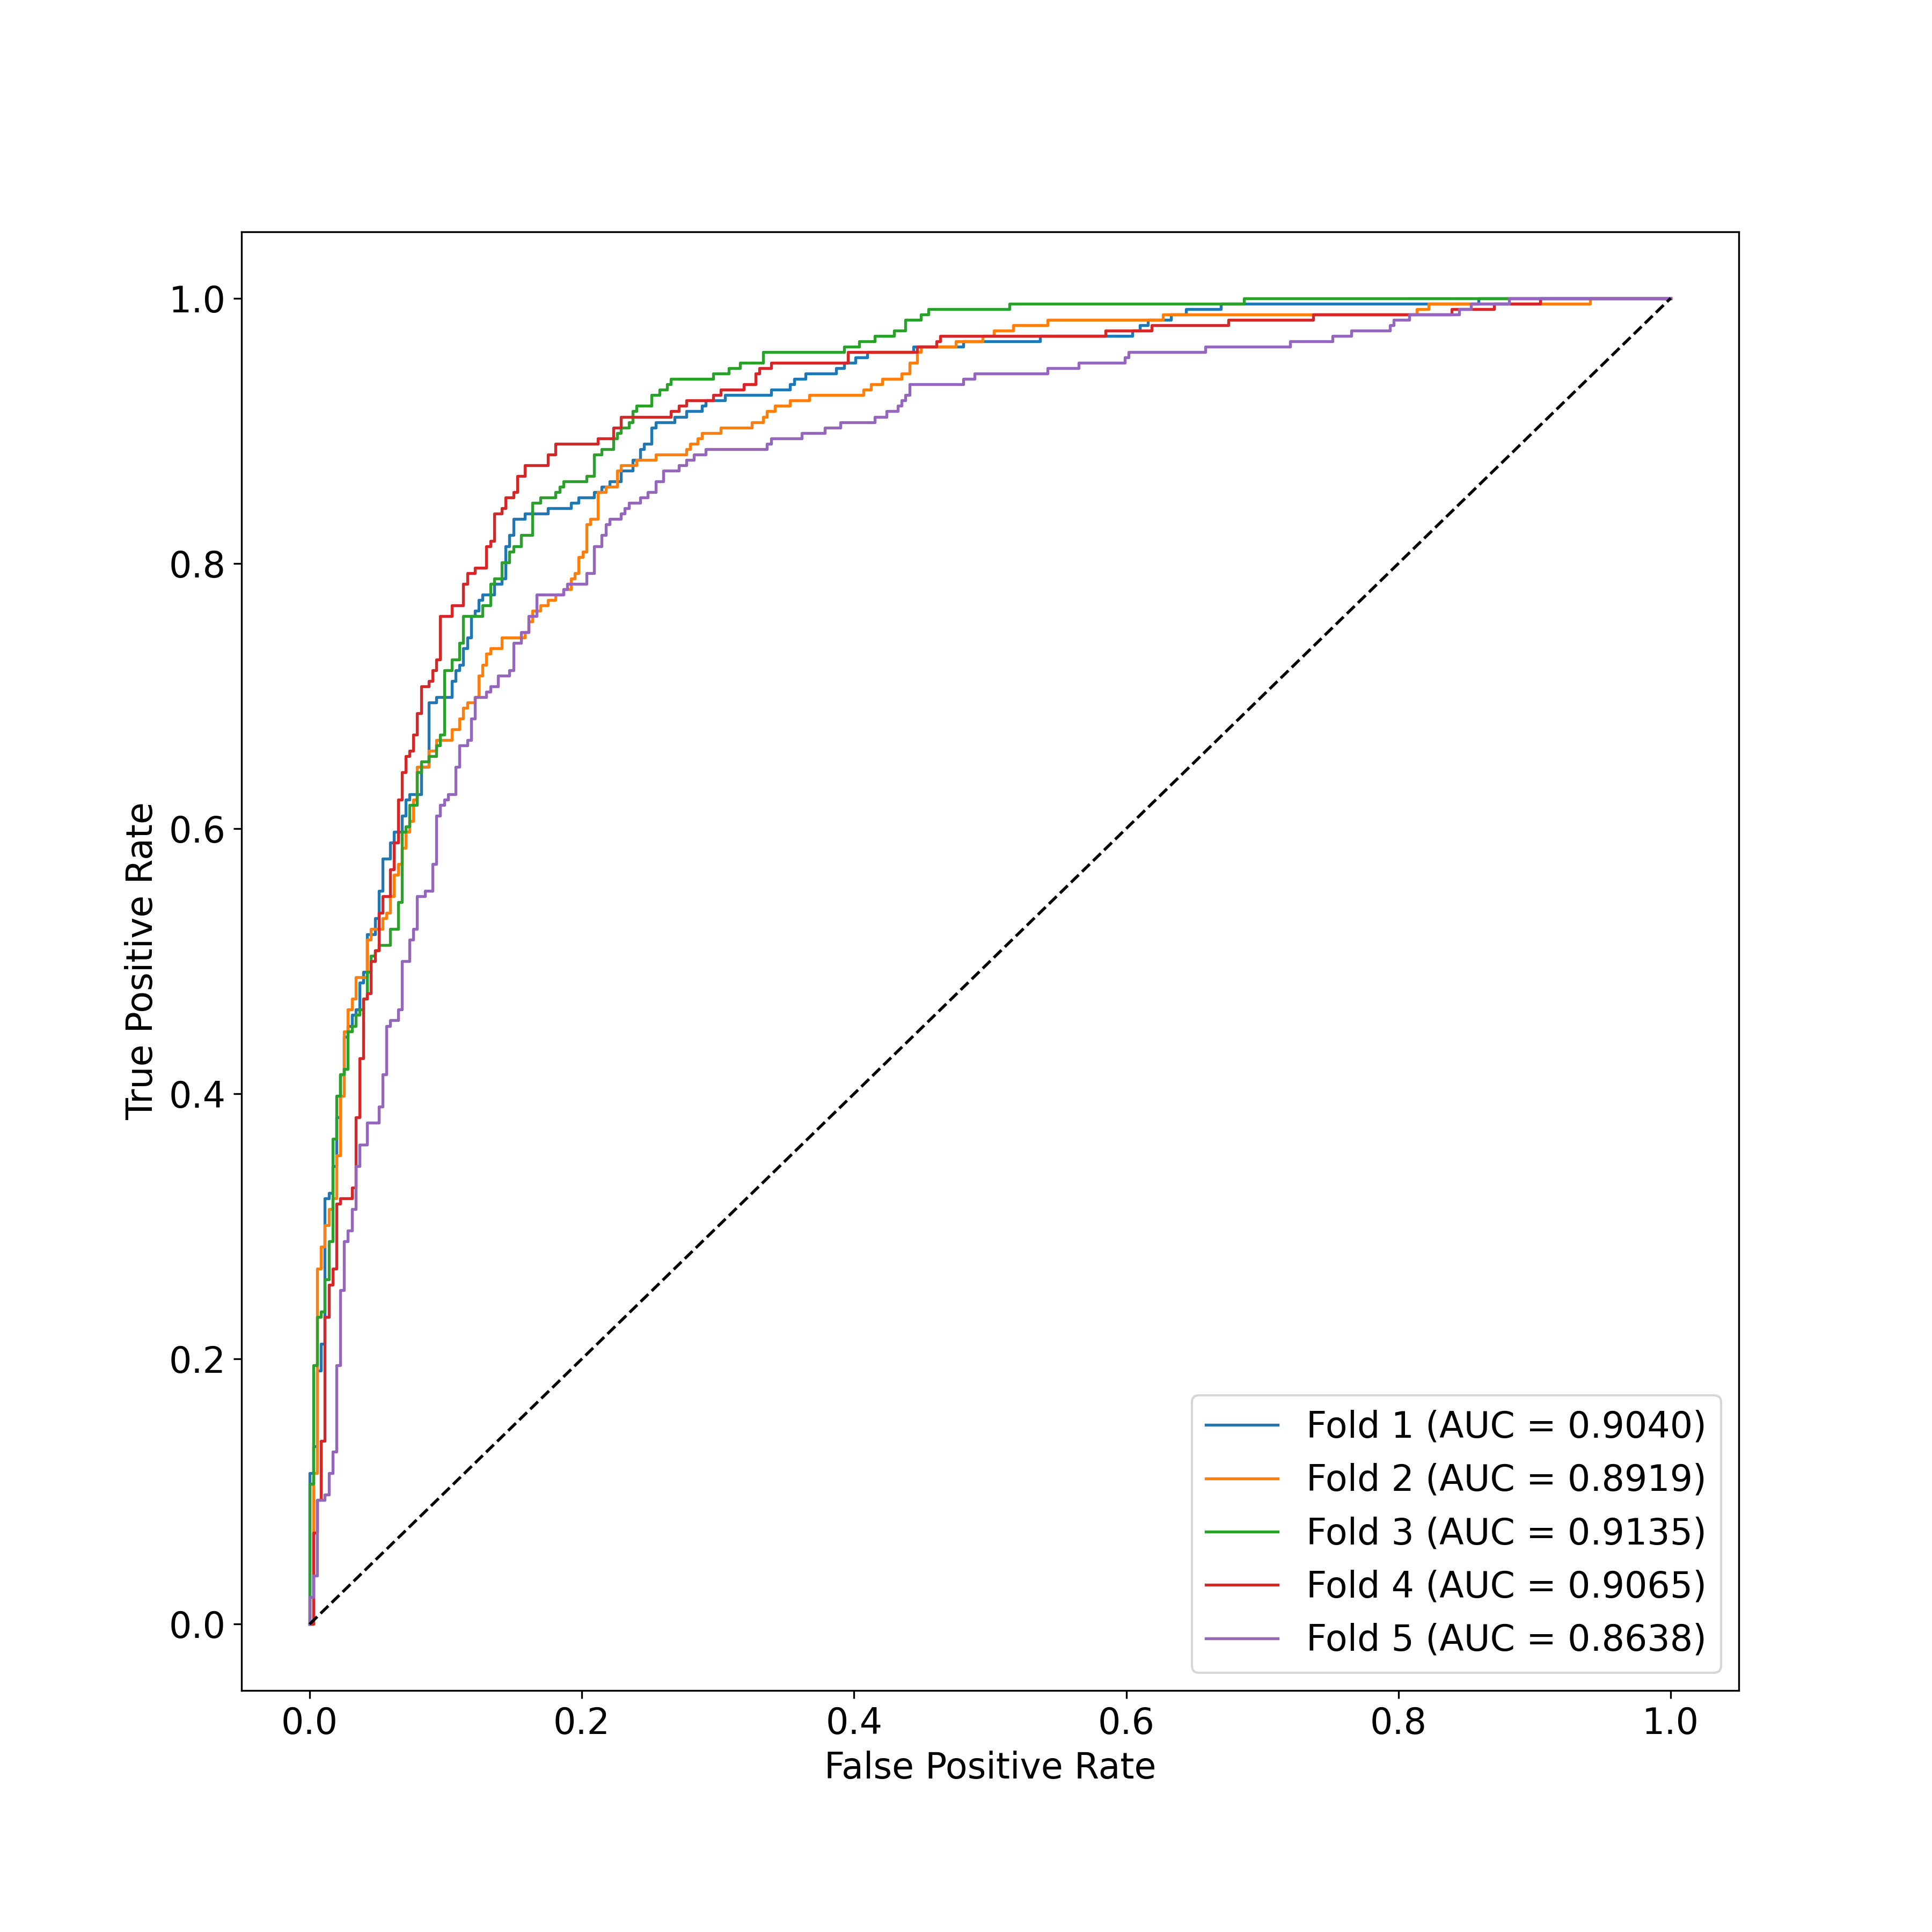 1.0
0.8
0.6
0.4
0.2
0.0
True Positive Rate
0.0 0.2 0.4 0.6 0.8 1.0
False Positive Rate
Fold 1 (AUC = 0.9040)
Fold 2 (AUC = 0.8919)
Fold 3 (AUC = 0.9135)
Fold 4 (AUC = 0.9065)
Fold 5 (AUC = 0.8638)